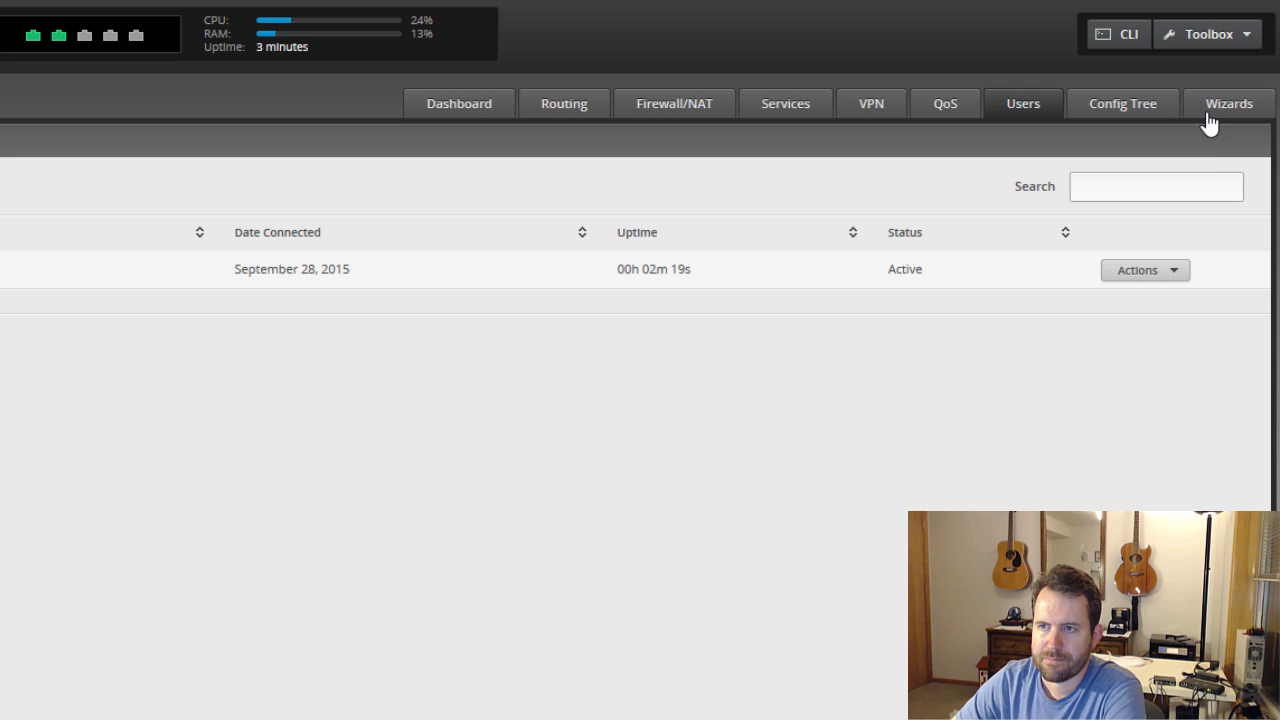 CPU: 24%
RAM: 13%
Uptime: 3 minutes
CLI Toolbox
Dashboard Routing Firewall/NAT Services VPN QoS Users Config Tree Wizards
Search
Date Connected Uptime Status
September 28, 2015 00h 02m 19s Active Actions